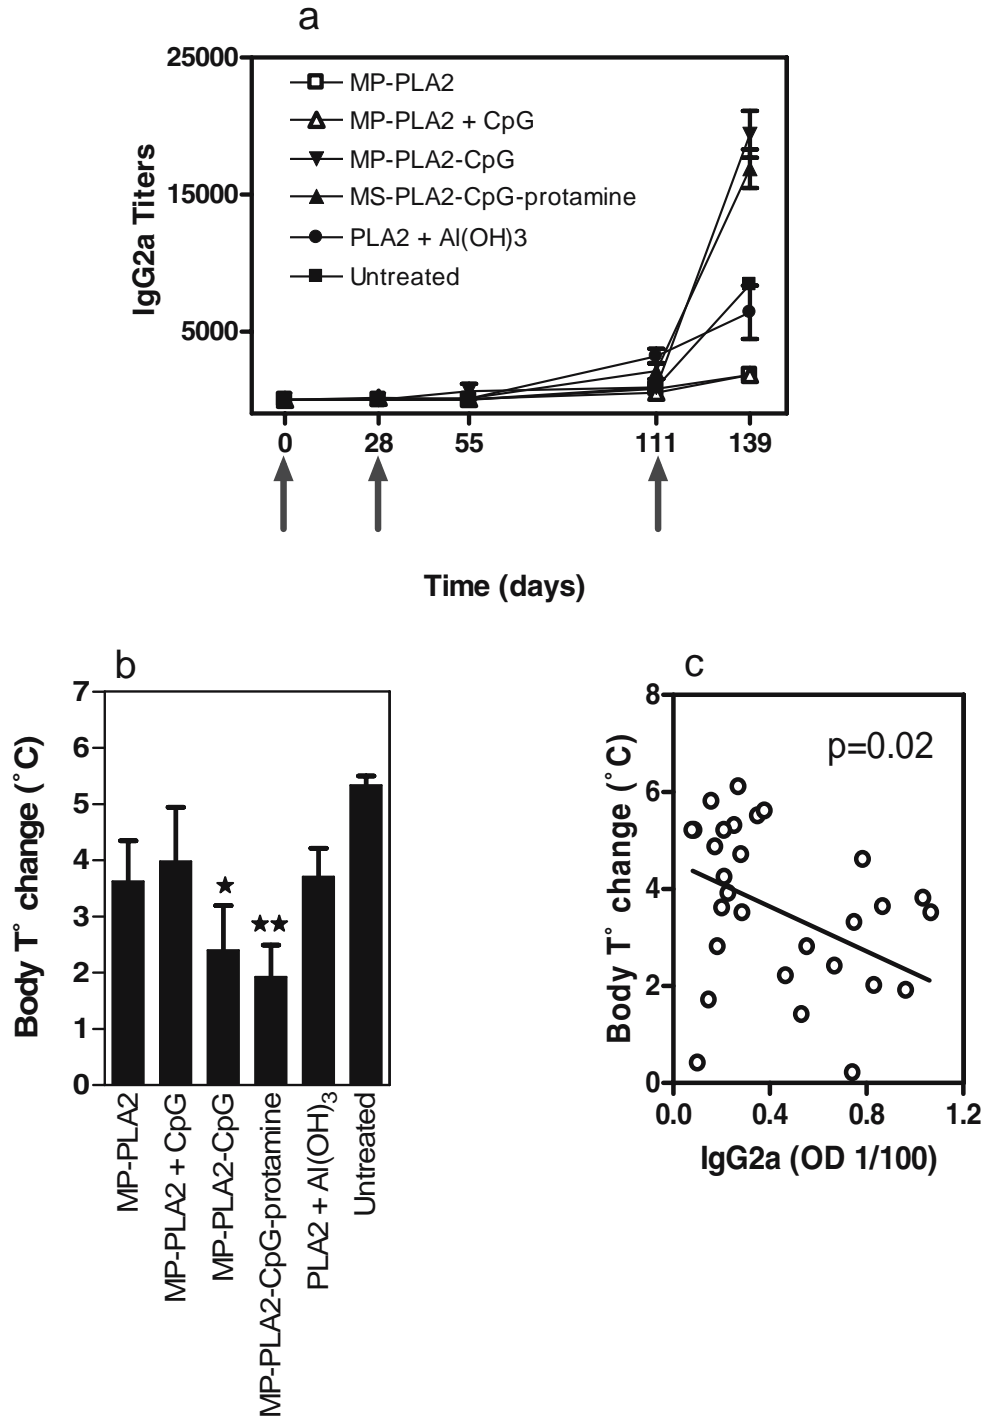 a
25000
15000
5000
IgG2a Titers
MP-PLA2
MP-PLA2 + CpG
MP-PLA2-CpG
MS-PLA2-CpG-protamine
PLA2 + Al(OH)3
Untreated
0 28 55 111 139
Time (days)
b
7
6
5
4
3
2
1
0
Body T° change (°C)
★
★★
MP-PLA2
MP-PLA2 + CpG
MP-PLA2-CpG
MP-PLA2-CpG-protamine
PLA2 + Al(OH)3
Untreated
c
8
6
4
2
0
Body T° change (°C)
p=0.02
0.0 0.4 0.8 1.2
IgG2a (OD 1/100)